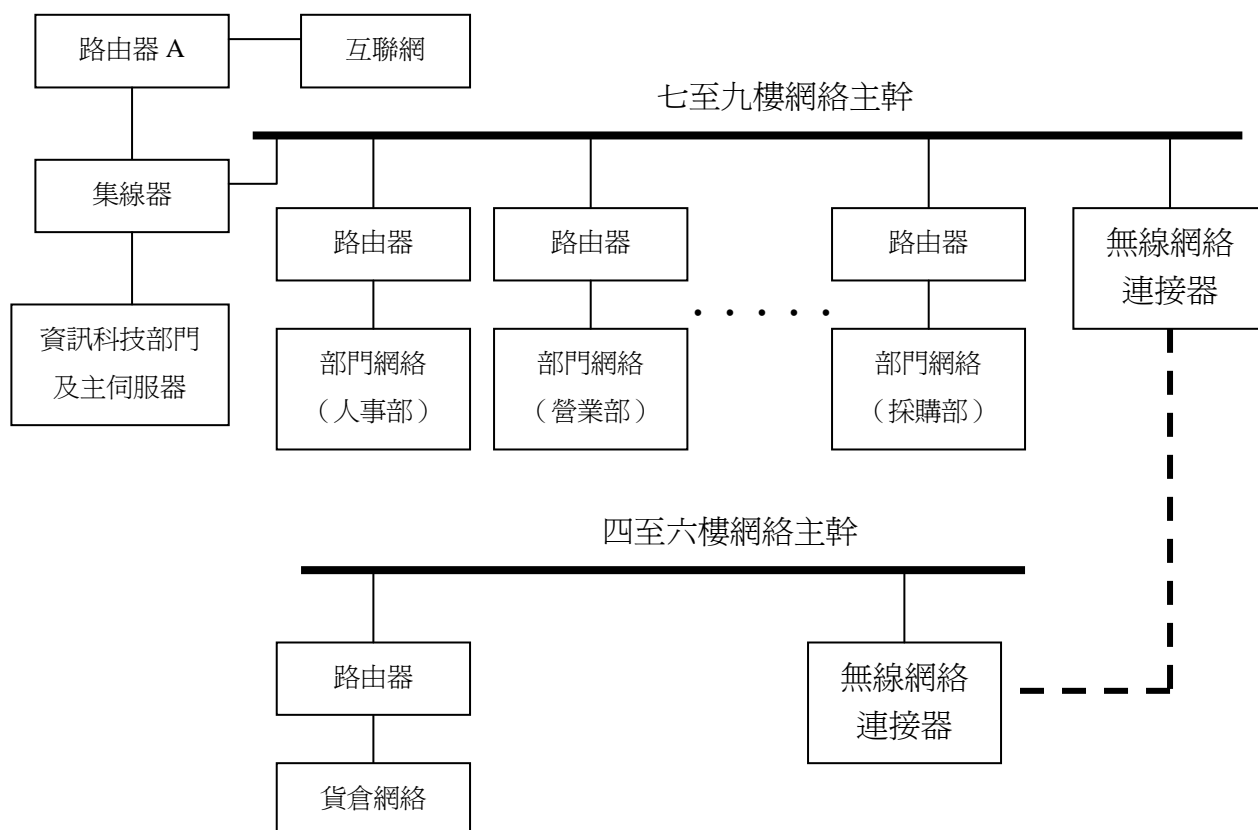 路由器 A
互聯網
七至九樓網絡主幹
集線器
路由器
路由器
路由器
無線網絡
連接器
資訊科技部門
及主伺服器
部門網絡
（人事部）
部門網絡
（營業部）
. . . . .
部門網絡
（採購部）
四至六樓網絡主幹
路由器
無線網絡
連接器
貨倉網絡